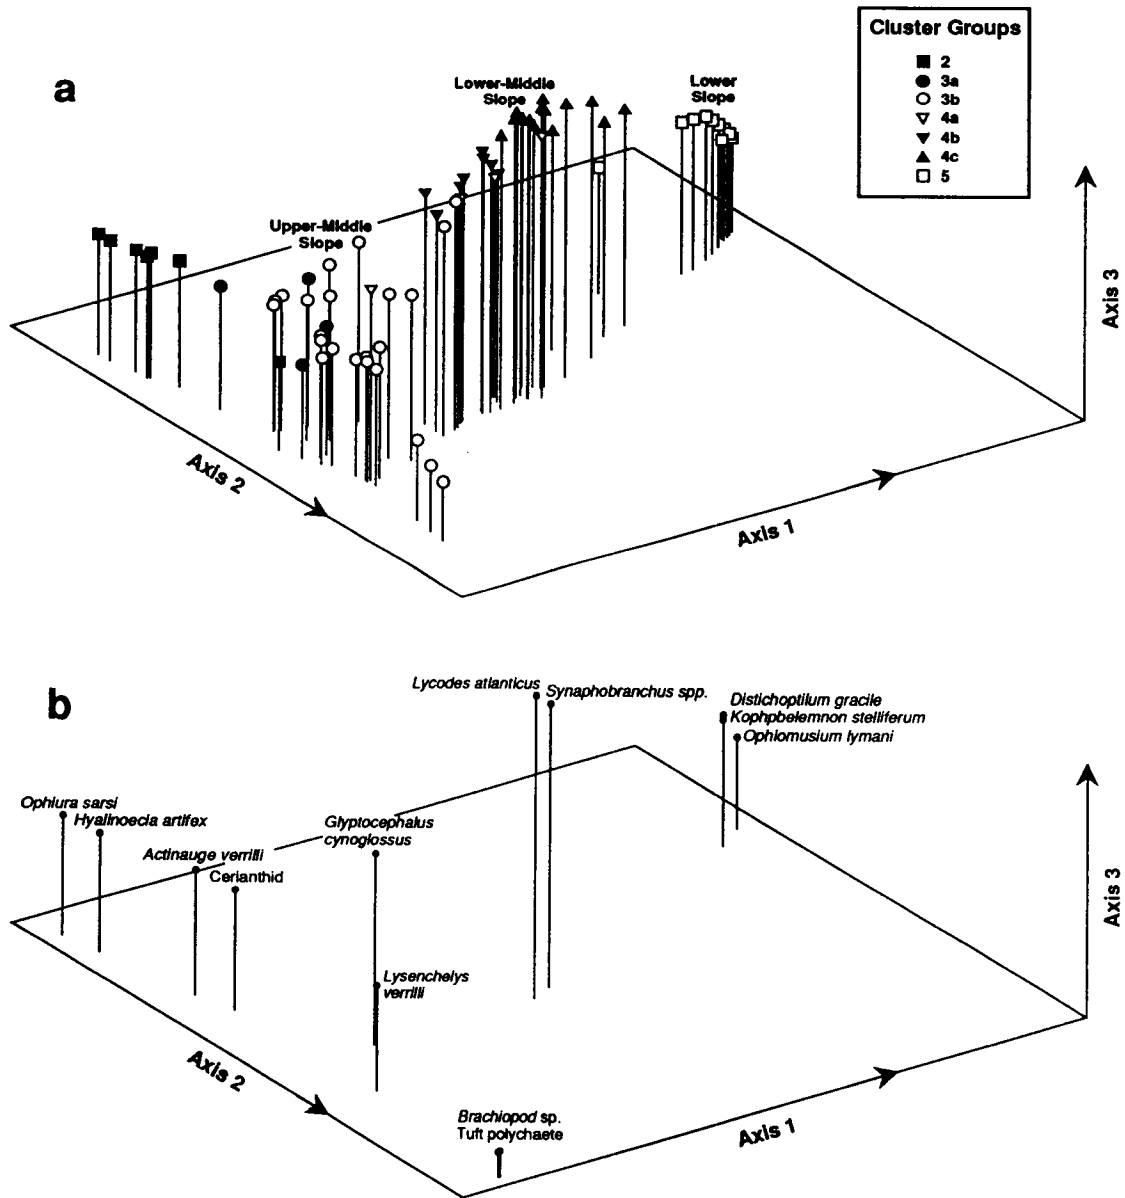 Cluster Groups
2
3a
3b
4a
4b
4c
5
a
Lower-Middle
Slope
Lower
Slope
Upper-Middle
Slope
Axis 3
Axis 2
Axis 1
b
Lycodes atlanticus
Synaphobranchus spp.
Distichoptilum gracile
Kophpbelemnon stelliferum
Ophiomusium lymani
Ophiura sarsi
Hyalinoecia artifex
Glyptocephalus
cynoglossus
Actinauge verrilli
Cerianthid
Lysenchelys
verrilli
Axis 3
Axis 2
Brachiopod sp.
Tuft polychaete
Axis 1